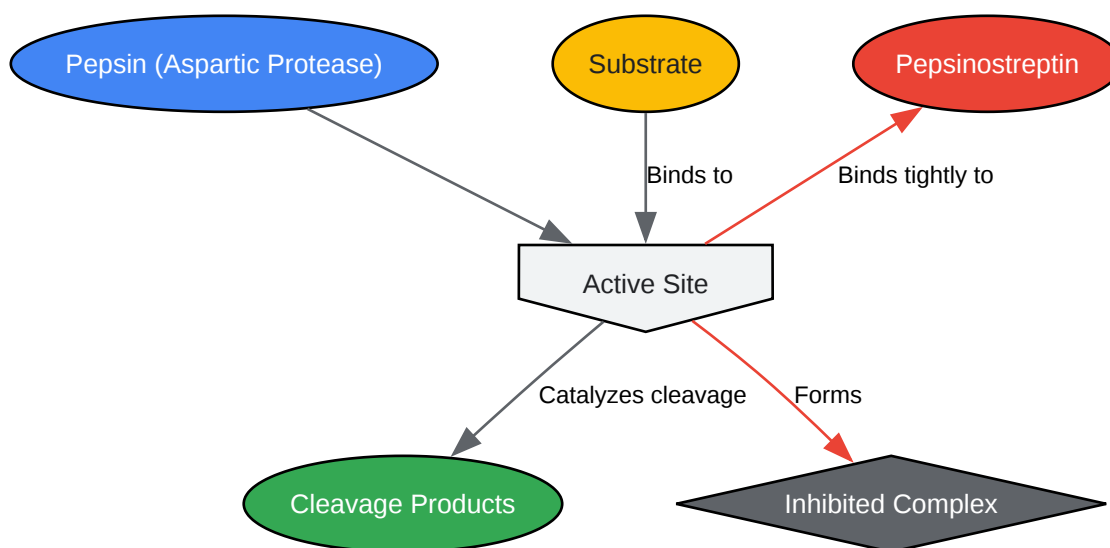 Pepsin (Aspartic Protease)
Substrate
Pepsinostreptin
Binds to
Binds tightly to
Active Site
Catalyzes cleavage
Forms
Cleavage Products
Inhibited Complex